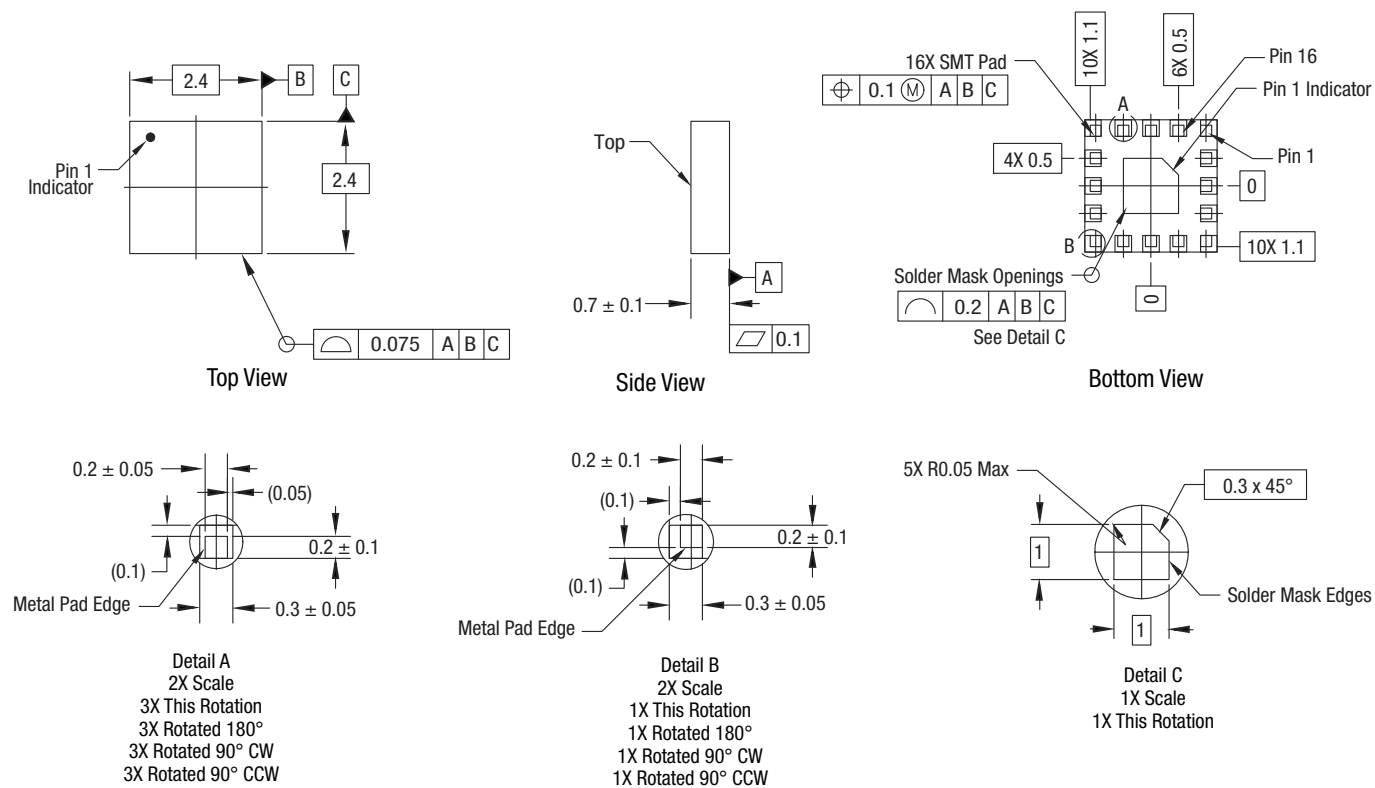 2.4
B
C
Pin 1
Indicator
2.4
0.075 A B C
Top View
Top
0.7 ± 0.1
A
0.1
Side View
10X 1.1
6X 0.5
16X SMT Pad
0.1 Ⓜ A B C
Pin 16
Pin 1 Indicator
A
Pin 1
4X 0.5
0
B
10X 1.1
Solder Mask Openings
0.2 A B C
See Detail C
0
Bottom View
0.2 ± 0.05
(0.05)
0.2 ± 0.1
(0.1)
Metal Pad Edge
0.3 ± 0.05
Detail A
2X Scale
3X This Rotation
3X Rotated 180°
3X Rotated 90° CW
3X Rotated 90° CCW
0.2 ± 0.1
(0.1)
0.2 ± 0.1
(0.1)
0.3 ± 0.05
Metal Pad Edge
Detail B
2X Scale
1X This Rotation
1X Rotated 180°
1X Rotated 90° CW
1X Rotated 90° CCW
5X R0.05 Max
0.3 x 45°
1
Solder Mask Edges
1
Detail C
1X Scale
1X This Rotation